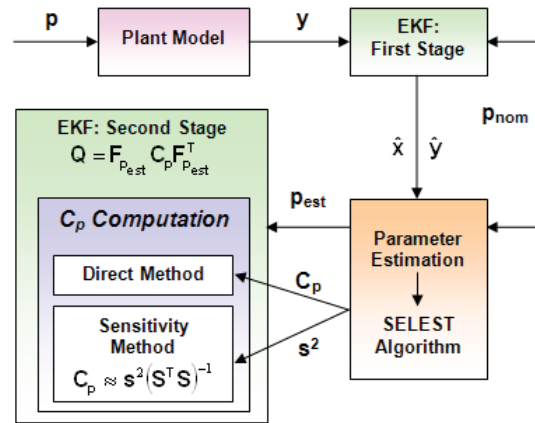 p
Plant Model
y
EKF:
First Stage
p_nom
x̂ ŷ
EKF: Second Stage
Q = F_{p_est} C_p F_{p_est}^T
C_p Computation
Direct Method
Sensitivity
Method
C_p ≈ s²(SᵀS)⁻¹
p_est
C_p
s²
Parameter
Estimation
SELEST
Algorithm